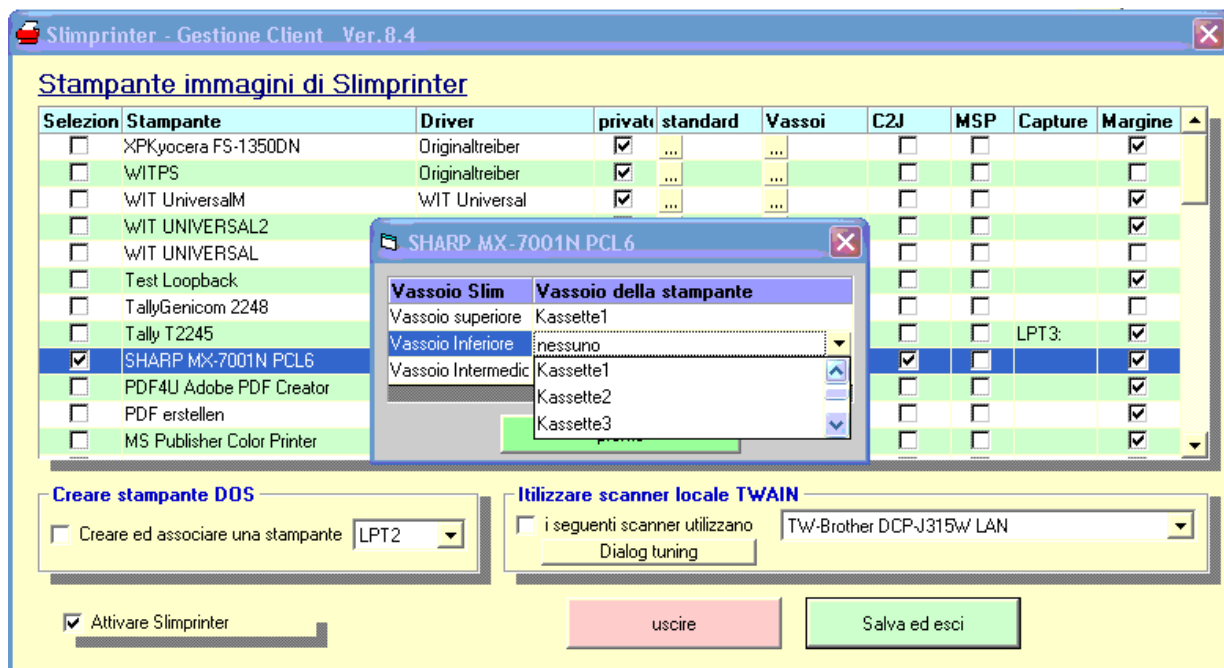 Slimprinter - Gestione Client Ver.8.4
Stampante immagini di Slimprinter
Selezion Stampante Driver private standard Vassoi C2J MSP Capture Margine
XPKyocera FS-1350DN Originaltreiber ... ...
WITPS Originaltreiber ... ...
WIT UniversalM WIT Universal ... ...
WIT UNIVERSAL2
WIT UNIVERSAL
Test Loopback
TallyGenicom 2248
Tally T2245 LPT3:
SHARP MX-7001N PCL6
PDF4U Adobe PDF Creator
PDF erstellen
MS Publisher Color Printer
SHARP MX-7001N PCL6
Vassoio Slim Vassoio della stampante
Vassoio superiore Kassette1
Vassoio Inferiore nessuno
Vassoio Intermedic Kassette1
Kassette2
Kassette3
Creare stampante DOS
Creare ed associare una stampante LPT2
Itilizzare scanner locale TWAIN
i seguenti scanner utilizzano TW-Brother DCP-J315W LAN
Dialog tuning
Attivare Slimprinter
uscire
Salva ed esci